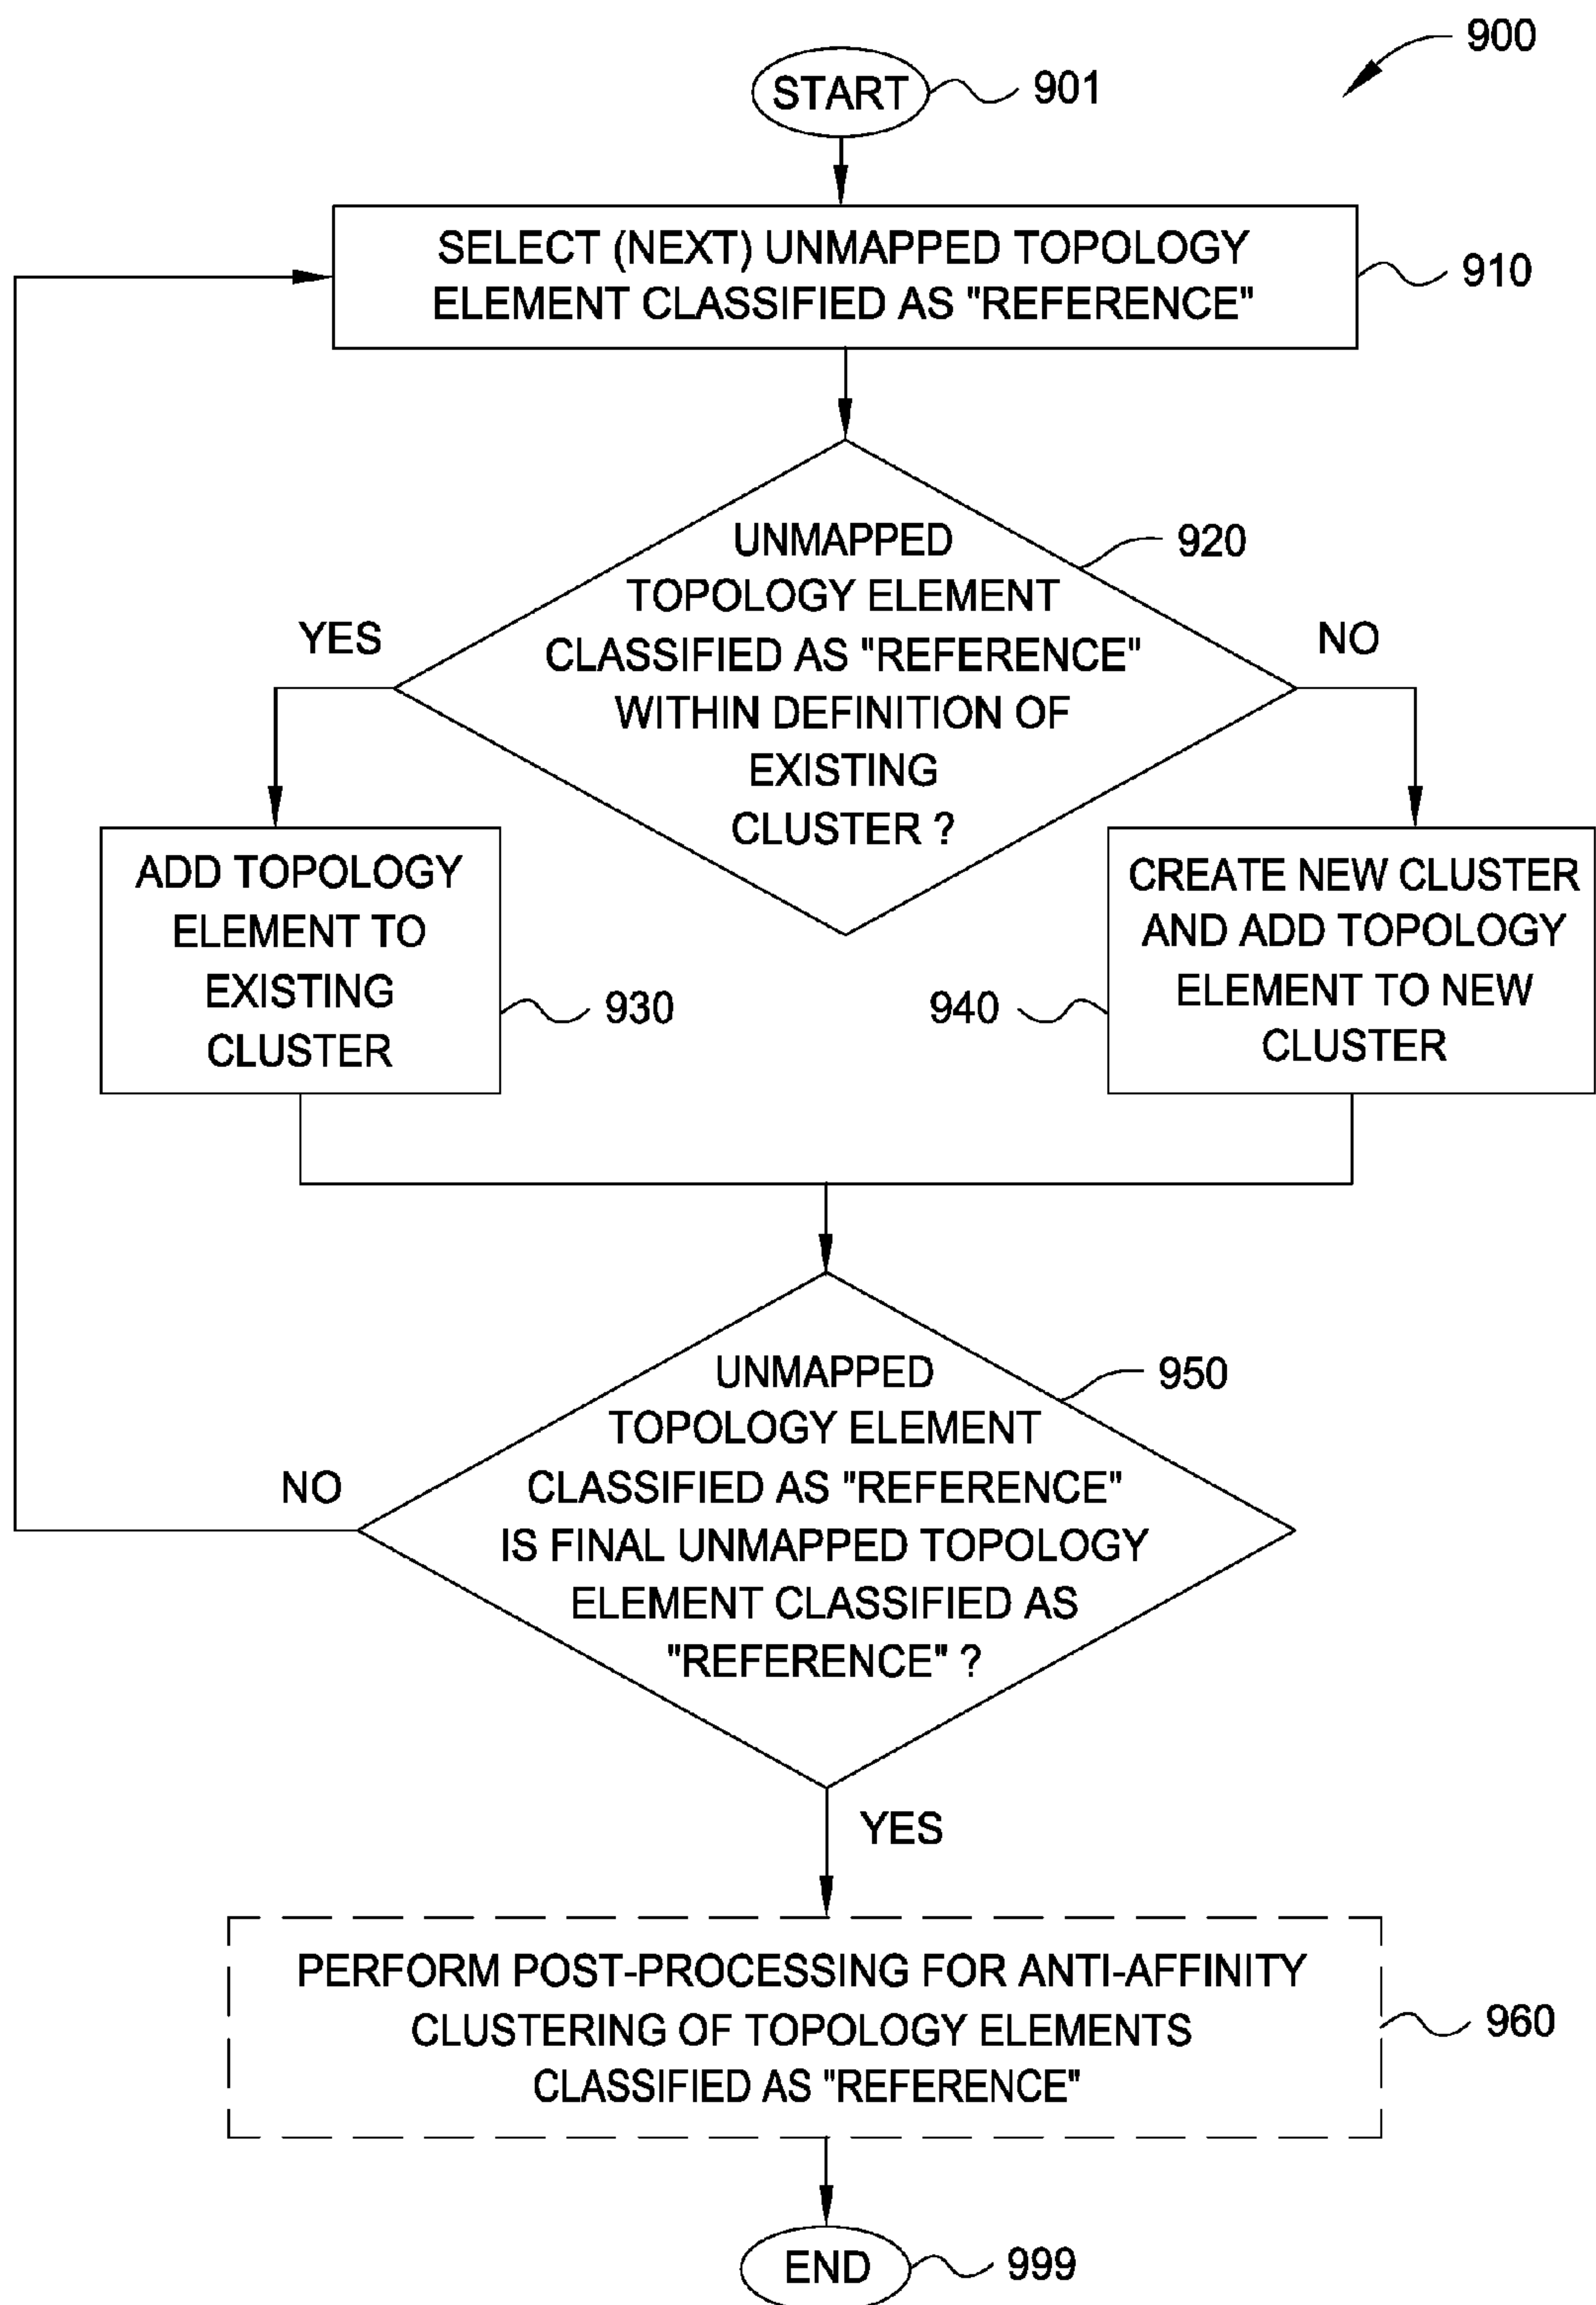 900
START
901
SELECT (NEXT) UNMAPPED TOPOLOGY
ELEMENT CLASSIFIED AS "REFERENCE"
910
UNMAPPED
TOPOLOGY ELEMENT
CLASSIFIED AS "REFERENCE"
WITHIN DEFINITION OF
EXISTING
CLUSTER ?
920
YES
NO
ADD TOPOLOGY
ELEMENT TO
EXISTING
CLUSTER
930
CREATE NEW CLUSTER
AND ADD TOPOLOGY
ELEMENT TO NEW
CLUSTER
940
UNMAPPED
TOPOLOGY ELEMENT
CLASSIFIED AS "REFERENCE"
IS FINAL UNMAPPED TOPOLOGY
ELEMENT CLASSIFIED AS
"REFERENCE" ?
950
NO
YES
PERFORM POST-PROCESSING FOR ANTI-AFFINITY
CLUSTERING OF TOPOLOGY ELEMENTS
CLASSIFIED AS "REFERENCE"
960
END
999